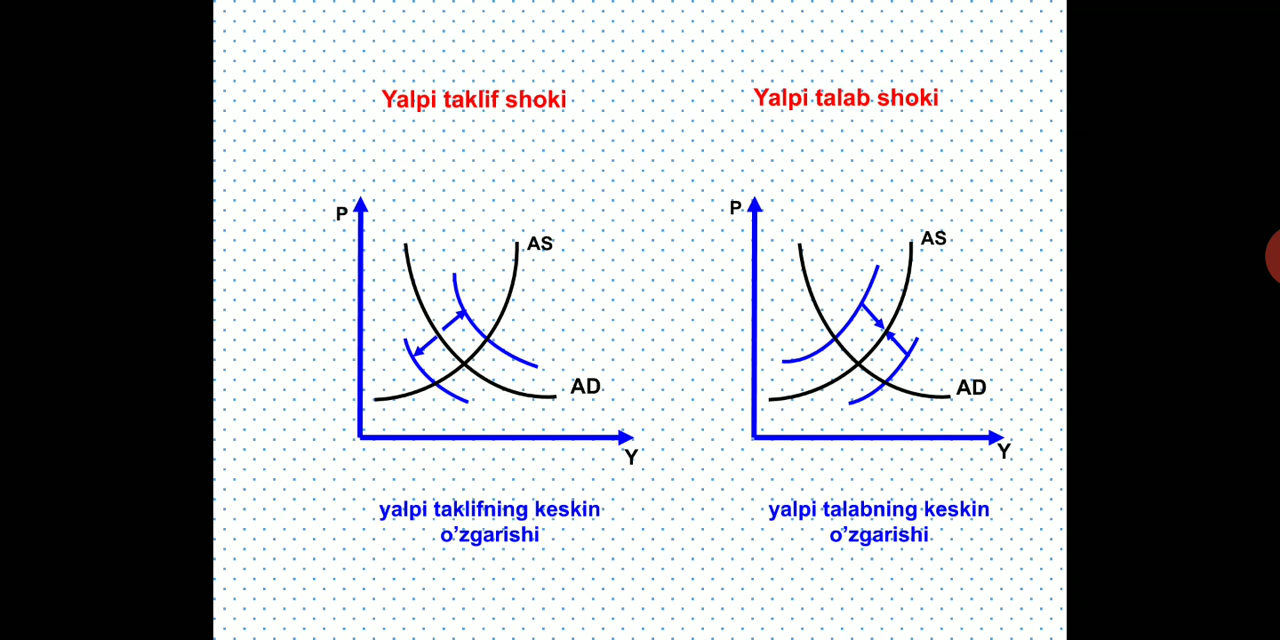 Yalpi taklif shoki
Yalpi talab shoki
P
AS
AD
Y
P
AS
AD
Y
yalpi taklifning keskin
o’zgarishi
yalpi talabning keskin
o’zgarishi